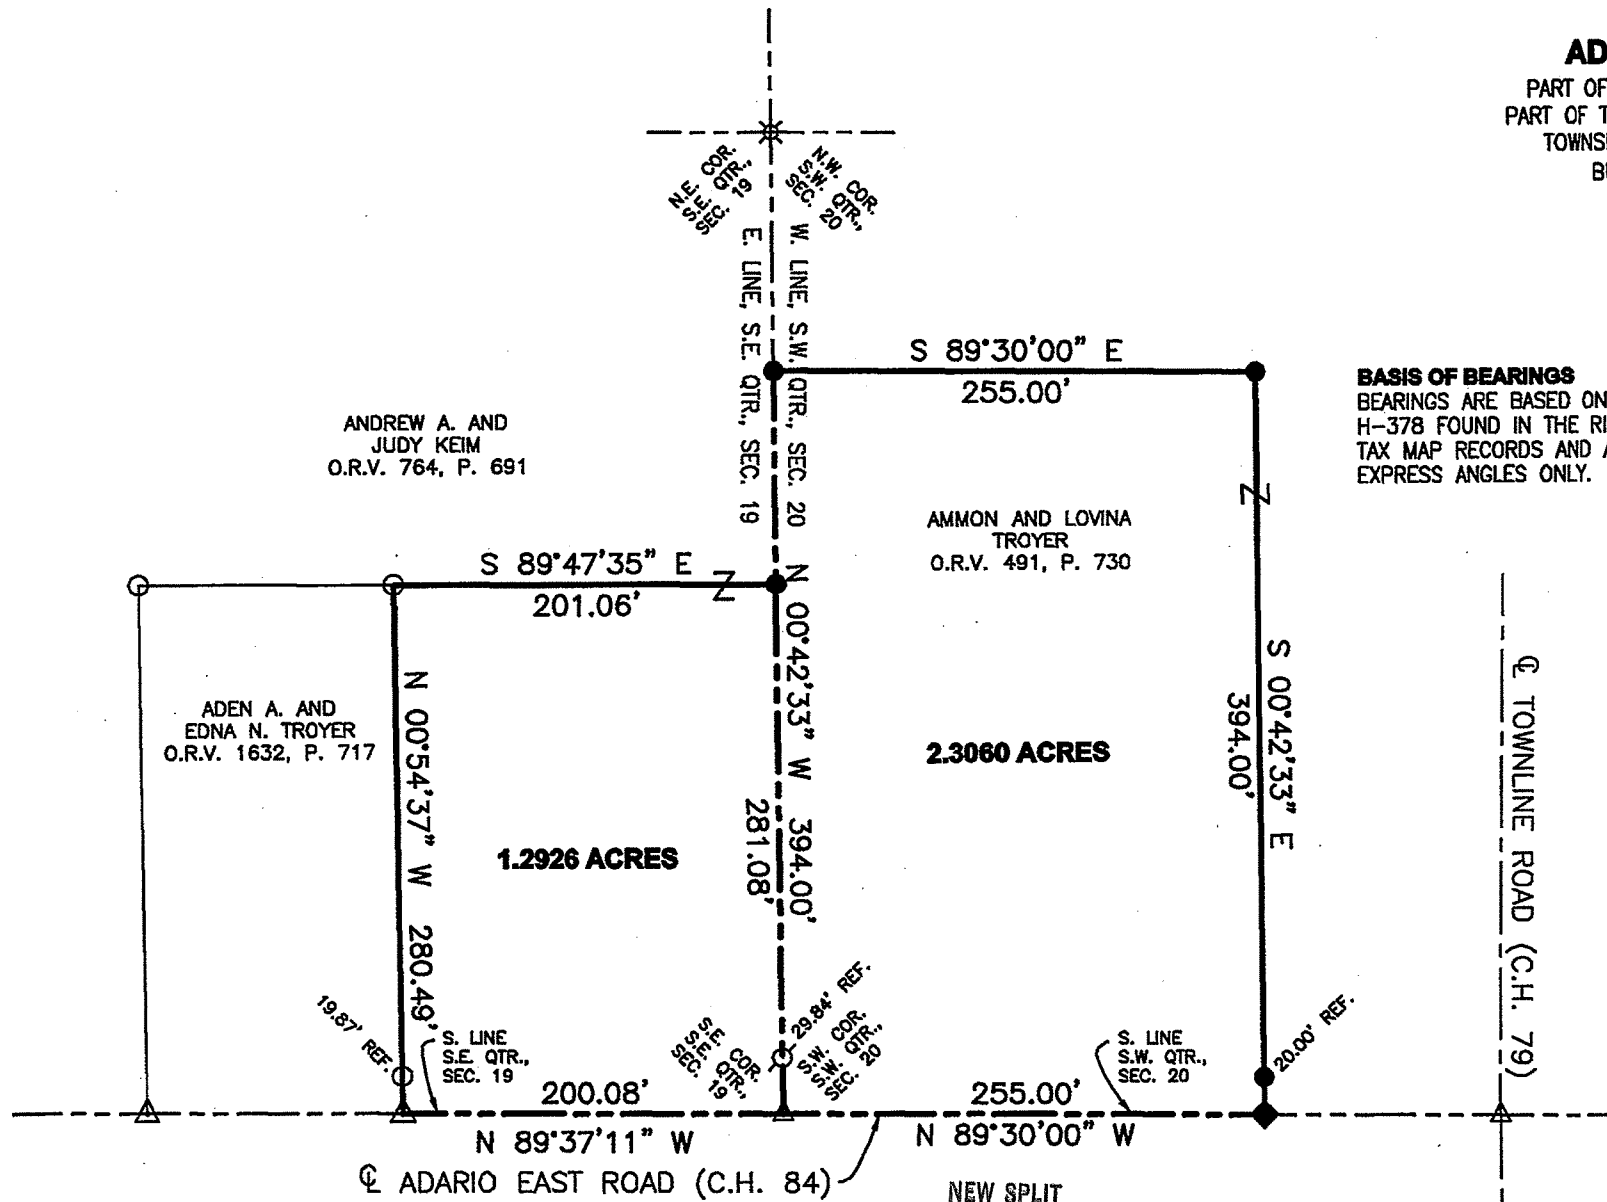 AD
PART OF
PART OF T
TOWNS
N.E. COR.
S.E. QTR.,
SEC. 19
N.W. COR.
S.W. QTR.,
SEC. 20
E. LINE, S.E. QTR., SEC. 19
W. LINE, S.W. QTR., SEC. 20
S 89°30'00" E
255.00'
BASIS OF BEARINGS
BEARINGS ARE BASED ON
H-378 FOUND IN THE RI
TAX MAP RECORDS AND A
EXPRESS ANGLES ONLY.
ANDREW A. AND
JUDY KEIM
O.R.V. 764, P. 691
AMMON AND LOVINA
TROYER
O.R.V. 491, P. 730
S 89°47'35" E
201.06'
N 00°42'33" W 394.00'
281.08'
S 00°42'33" E
394.00'
ADEN A. AND
EDNA N. TROYER
O.R.V. 1632, P. 717
N 00°54'37" W 280.49'
2.3060 ACRES
1.2926 ACRES
℄ TOWNLINE ROAD (C.H. 79)
19.87' REF.
S. LINE
S.E. QTR.,
SEC. 19
S.E. COR.
S.E. QTR.,
SEC. 19
29.84' REF.
S.W. COR.
S.W. QTR.,
SEC. 20
S. LINE
S.W. QTR.,
SEC. 20
20.00' REF.
200.08'
255.00'
N 89°37'11" W
N 89°30'00" W
℄ ADARIO EAST ROAD (C.H. 84)
NEW SPLIT